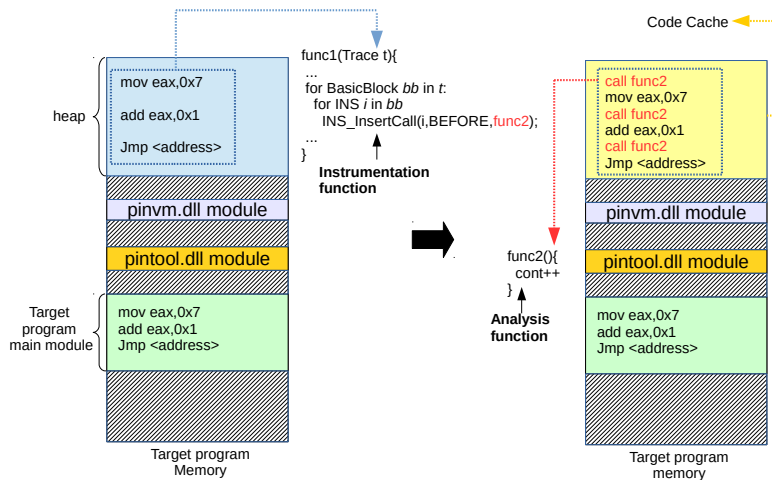 Code Cache
func1(Trace t){
...
for BasicBlock bb in t:
for INS i in bb
INS_InsertCall(i,BEFORE,func2);
...
}
Instrumentation
function
heap
mov eax,0x7
add eax,0x1
Jmp <address>
pinvm.dll module
pintool.dll module
Target
program
main module
mov eax,0x7
add eax,0x1
Jmp <address>
Target program
Memory
func2(){
cont++
}
Analysis
function
call func2
mov eax,0x7
call func2
add eax,0x1
call func2
Jmp <address>
pinvm.dll module
pintool.dll module
mov eax,0x7
add eax,0x1
Jmp <address>
Target program
memory